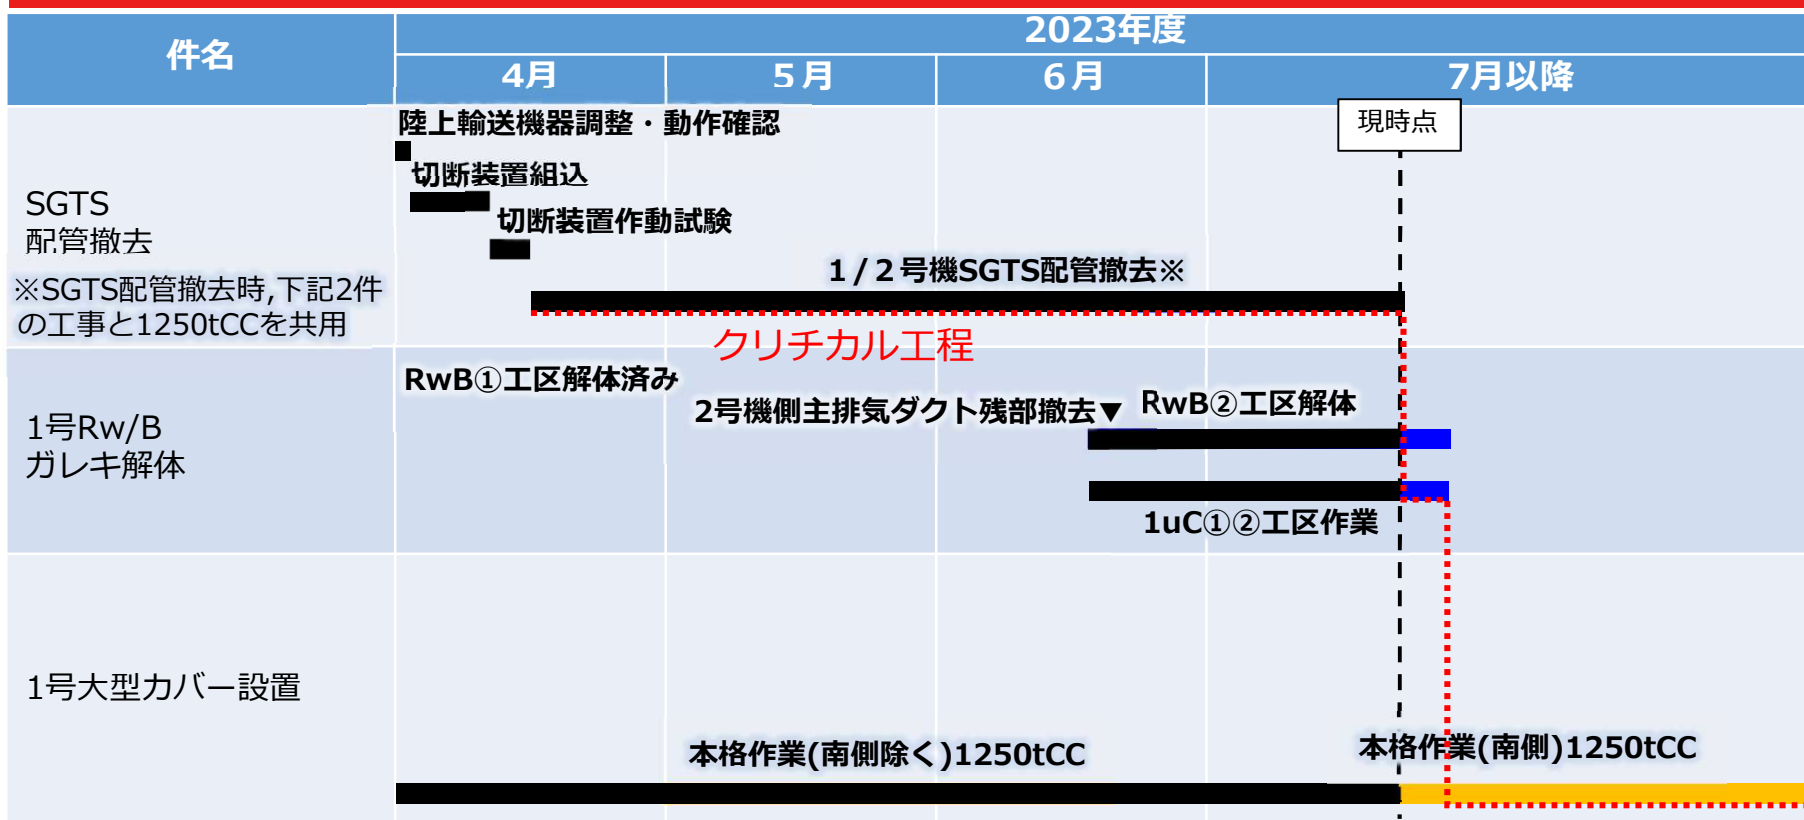 件名
2023年度
4月
５月
６月
7月以降
現時点
SGTS
配管撤去
※SGTS配管撤去時,下記2件
の工事と1250tCCを共用
陸上輸送機器調整・動作確認
切断装置組込
切断装置作動試験
１/２号機SGTS配管撤去※
クリチカル工程
1号Rw/B
ガレキ解体
RwB①工区解体済み
2号機側主排気ダクト残部撤去▼
RwB②工区解体
1uC①②工区作業
1号大型カバー設置
本格作業(南側除く)1250tCC
本格作業(南側)1250tCC